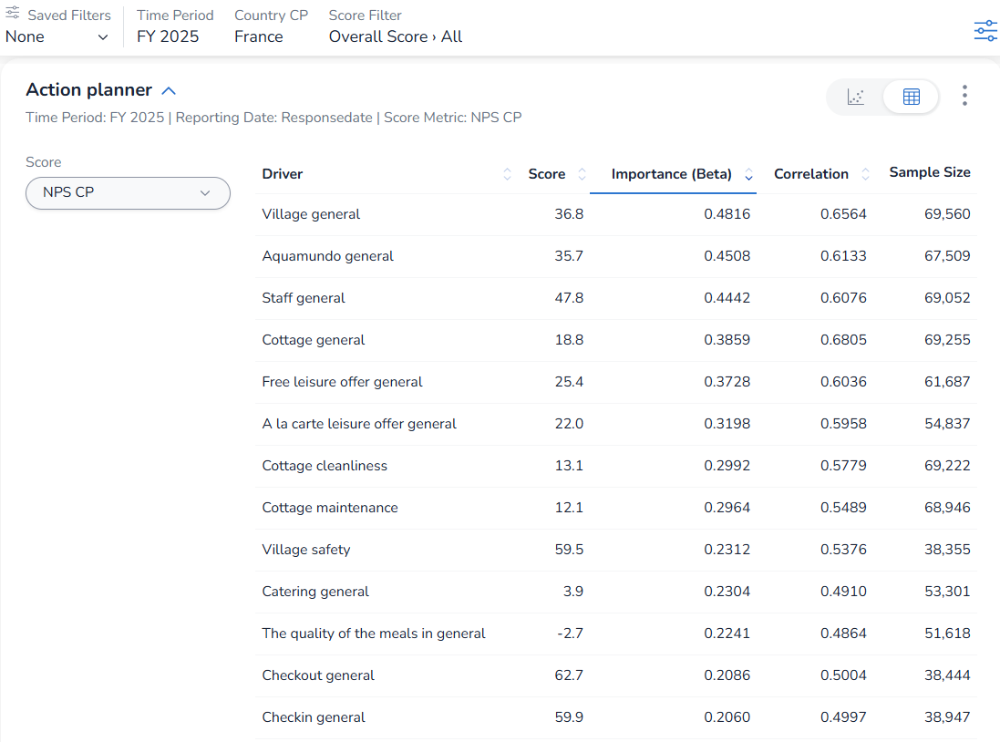 Saved Filters Time Period Country CP Score Filter
None FY 2025 France Overall Score › All
Action planner
Time Period: FY 2025 | Reporting Date: Responsedate | Score Metric: NPS CP
Score
NPS CP
Driver Score Importance (Beta) Correlation Sample Size
Village general 36.8 0.4816 0.6564 69,560
Aquamundo general 35.7 0.4508 0.6133 67,509
Staff general 47.8 0.4442 0.6076 69,052
Cottage general 18.8 0.3859 0.6805 69,255
Free leisure offer general 25.4 0.3728 0.6036 61,687
A la carte leisure offer general 22.0 0.3198 0.5958 54,837
Cottage cleanliness 13.1 0.2992 0.5779 69,222
Cottage maintenance 12.1 0.2964 0.5489 68,946
Village safety 59.5 0.2312 0.5376 38,355
Catering general 3.9 0.2304 0.4910 53,301
The quality of the meals in general -2.7 0.2241 0.4864 51,618
Checkout general 62.7 0.2086 0.5004 38,444
Checkin general 59.9 0.2060 0.4997 38,947